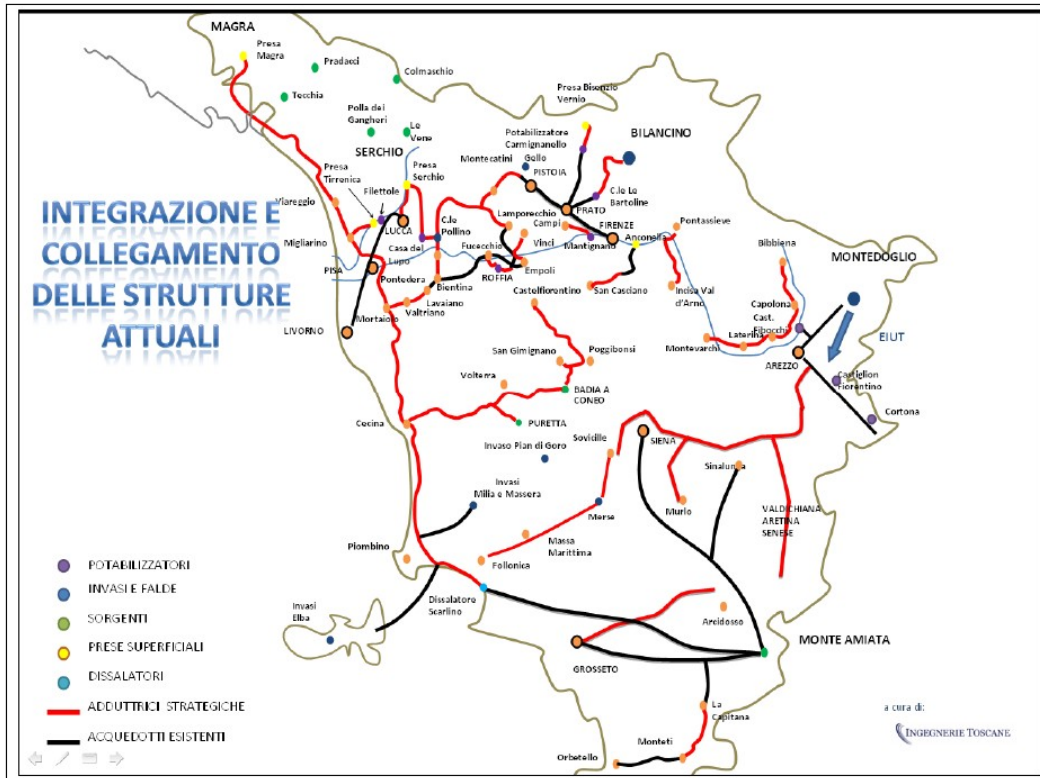 MAGRA
Presa
Magra
Pradacci
Colmaschio
Tecchia
Polla dei
Gangheri
Le
Vene
Presa Bisenzio
Vernio
Potabilizzatore
Carmignanello
Gello
BILANCINO
SERCHIO
Presa
Tirrenica
Filettole
Presa
Serchio
Montecatini
PISTOIA
C.le Le
Bartoline
PRATO
INTEGRAZIONE E
COLLEGAMENTO
DELLE STRUTTURE
ATTUALI
Viareggio
Migliarino
LUCCA
C.le
Pollino
Lamporecchio
Campi
FIRENZE
Pontassieve
Bibbiena
MONTEDOGLIO
Casa del
Lupo
Fucecchio
Vinci
Mantignano
Anconella
PISA
Pontedera
Bientina
ROFFIA
Empoli
San Casciano
Incisa Val
d'Arno
Capolona
Cast.
Fibocchi
Lavaiano
Valtriano
Mortaiolo
Castelfiorentino
LIVORNO
Laterina
Montevarchi
AREZZO
EIUT
San Gimignano
Poggibonsi
Castiglion
Fiorentino
Volterra
BADIA A
CONEO
Cortona
Cecina
PURETTA
Sovicille
SIENA
Invaso Pian di Goro
Sinalunga
Invasi
Milia e Massera
Merse
Murlo
VALDICHIANA
ARETINA
SENESE
Massa
Marittima
Piombino
Follonica
Invasi
Elba
Dissalatore
Scarlino
Arcidosso
MONTE AMIATA
GROSSETO
La
Capitana
Monteti
Orbetello
POTABILIZZATORI
INVASI E FALDE
SORGENTI
PRESE SUPERFICIALI
DISSALATORI
ADDUTTRICI STRATEGICHE
ACQUEDOTTI ESISTENTI
a cura di:
INGEGNERIE TOSCANE